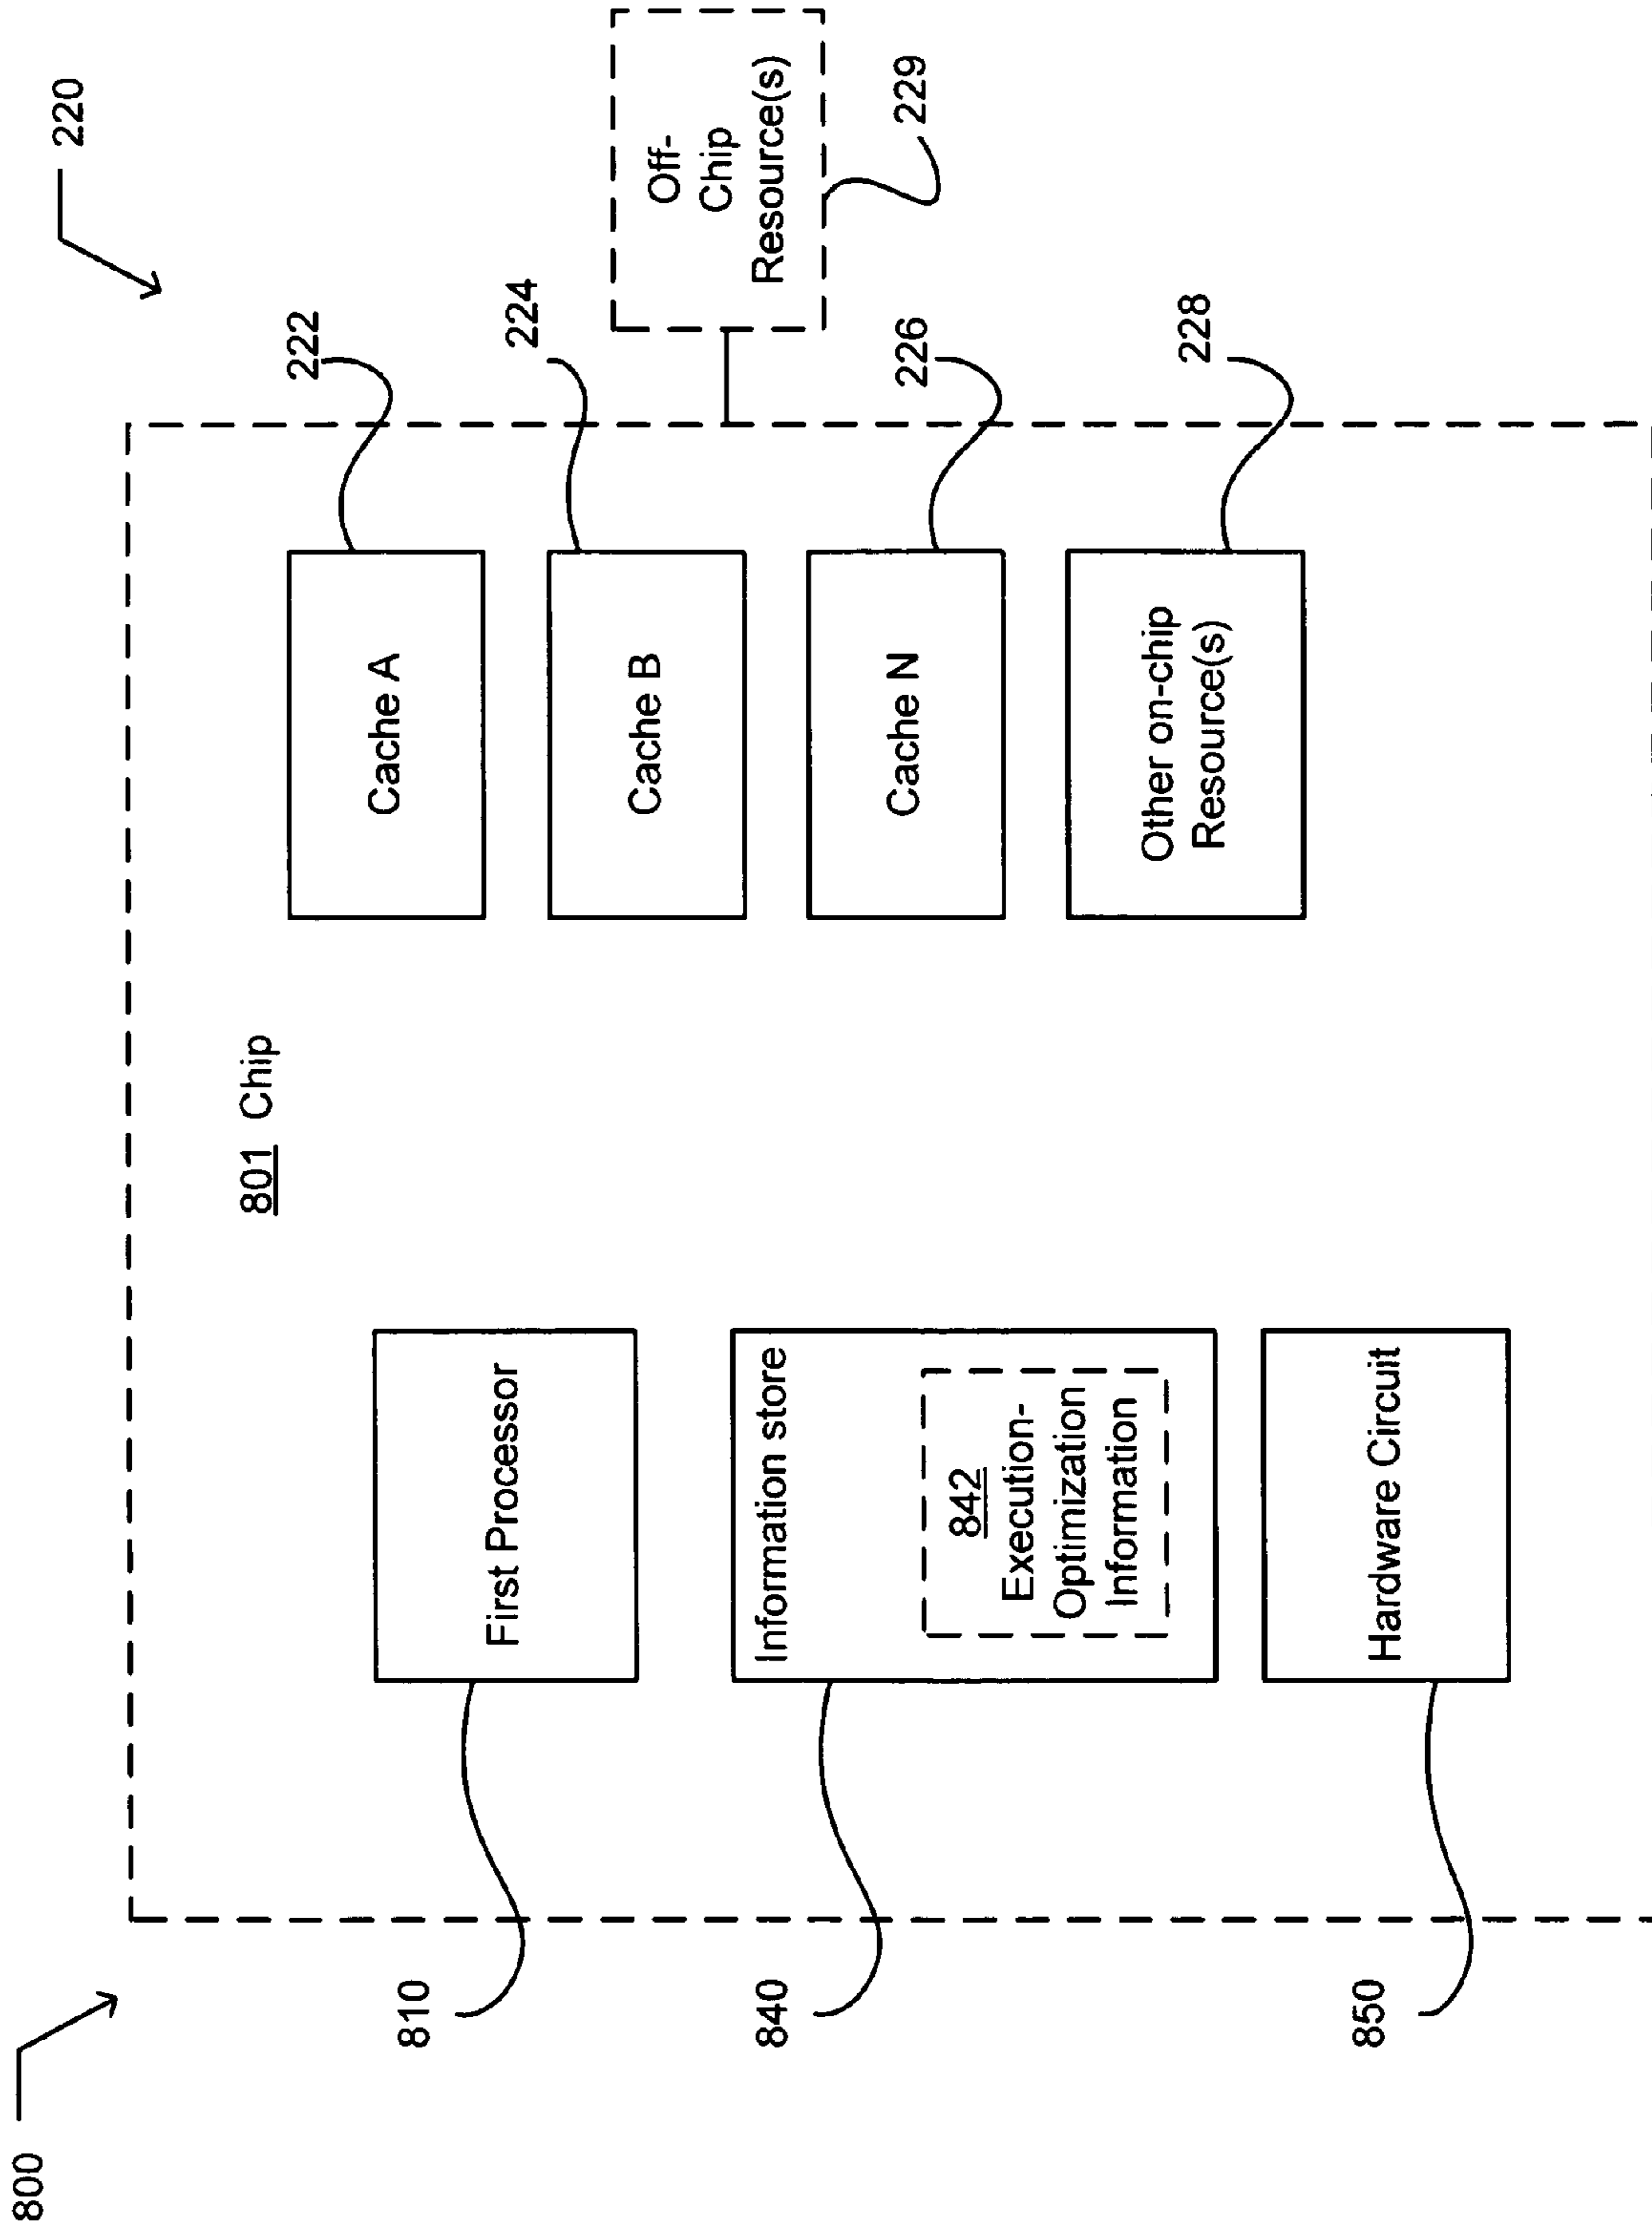 800
220
801 Chip
810
First Processor
840
Information store
842
Execution-
Optimization
Information
850
Hardware Circuit
Cache A
222
Cache B
224
Cache N
226
Other on-chip
Resource(s)
228
Off-
Chip
Resource(s)
229